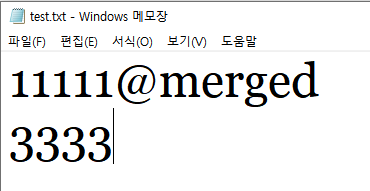 test.txt - Windows 메모장
파일(F) 편집(E) 서식(O) 보기(V) 도움말
11111@merged
3333